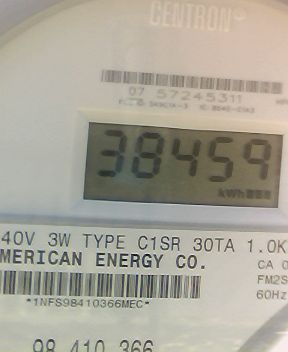 CENTRON®
07 57245311
38459
kWh
40V 3W TYPE C1SR 30TA 1.0K
MERICAN ENERGY CO.
CA 0
FM2S
60Hz
*1NFS98410366MEC*
98 410 366